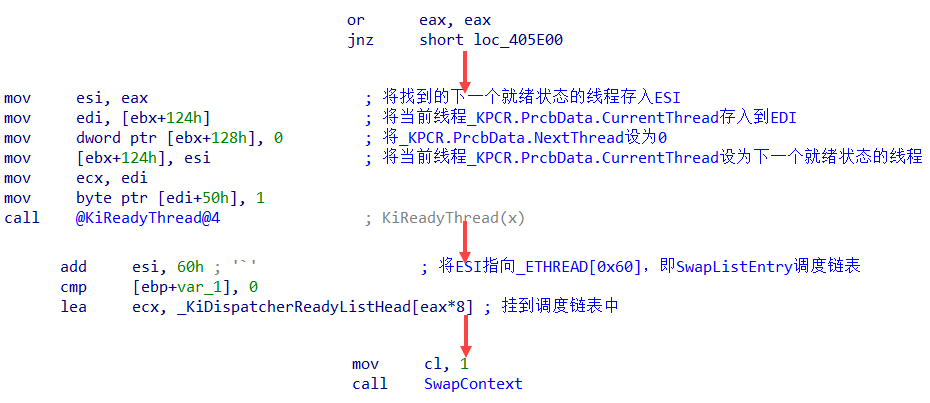 or eax, eax
jnz short loc_405E00
mov esi, eax ; 将找到的下一个就绪状态的线程存入ESI
mov edi, [ebx+124h] ; 将当前线程_KPCR.PrcbData.CurrentThread存入到EDI
mov dword ptr [ebx+128h], 0 ; 将_KPCR.PrcbData.NextThread设为0
mov [ebx+124h], esi ; 将当前线程_KPCR.PrcbData.CurrentThread设为下一个就绪状态的线程
mov ecx, edi
mov byte ptr [edi+50h], 1
call @KiReadyThread@4 ; KiReadyThread(x)
add esi, 60h ; '`' ; 将ESI指向_ETHREAD[0x60], 即SwapListEntry调度链表
cmp [ebp+var_1], 0
lea ecx, _KiDispatcherReadyListHead[eax*8] ; 挂到调度链表中
mov cl, 1
call SwapContext